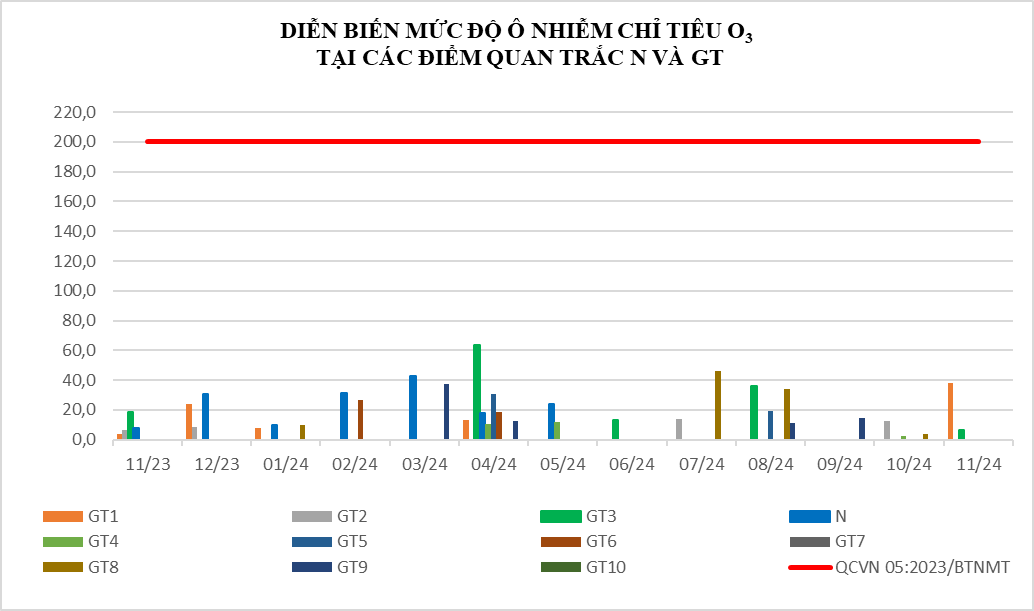 DIỄN BIẾN MỨC ĐỘ Ô NHIỄM CHỈ TIÊU O3
TẠI CÁC ĐIỂM QUAN TRẮC N VÀ GT
220,0
200,0
180,0
160,0
140,0
120,0
100,0
80,0
60,0
40,0
20,0
0,0
11/23 12/23 01/24 02/24 03/24 04/24 05/24 06/24 07/24 08/24 09/24 10/24 11/24
GT1 GT2 GT3 N
GT4 GT5 GT6 GT7
GT8 GT9 GT10 QCVN 05:2023/BTNMT